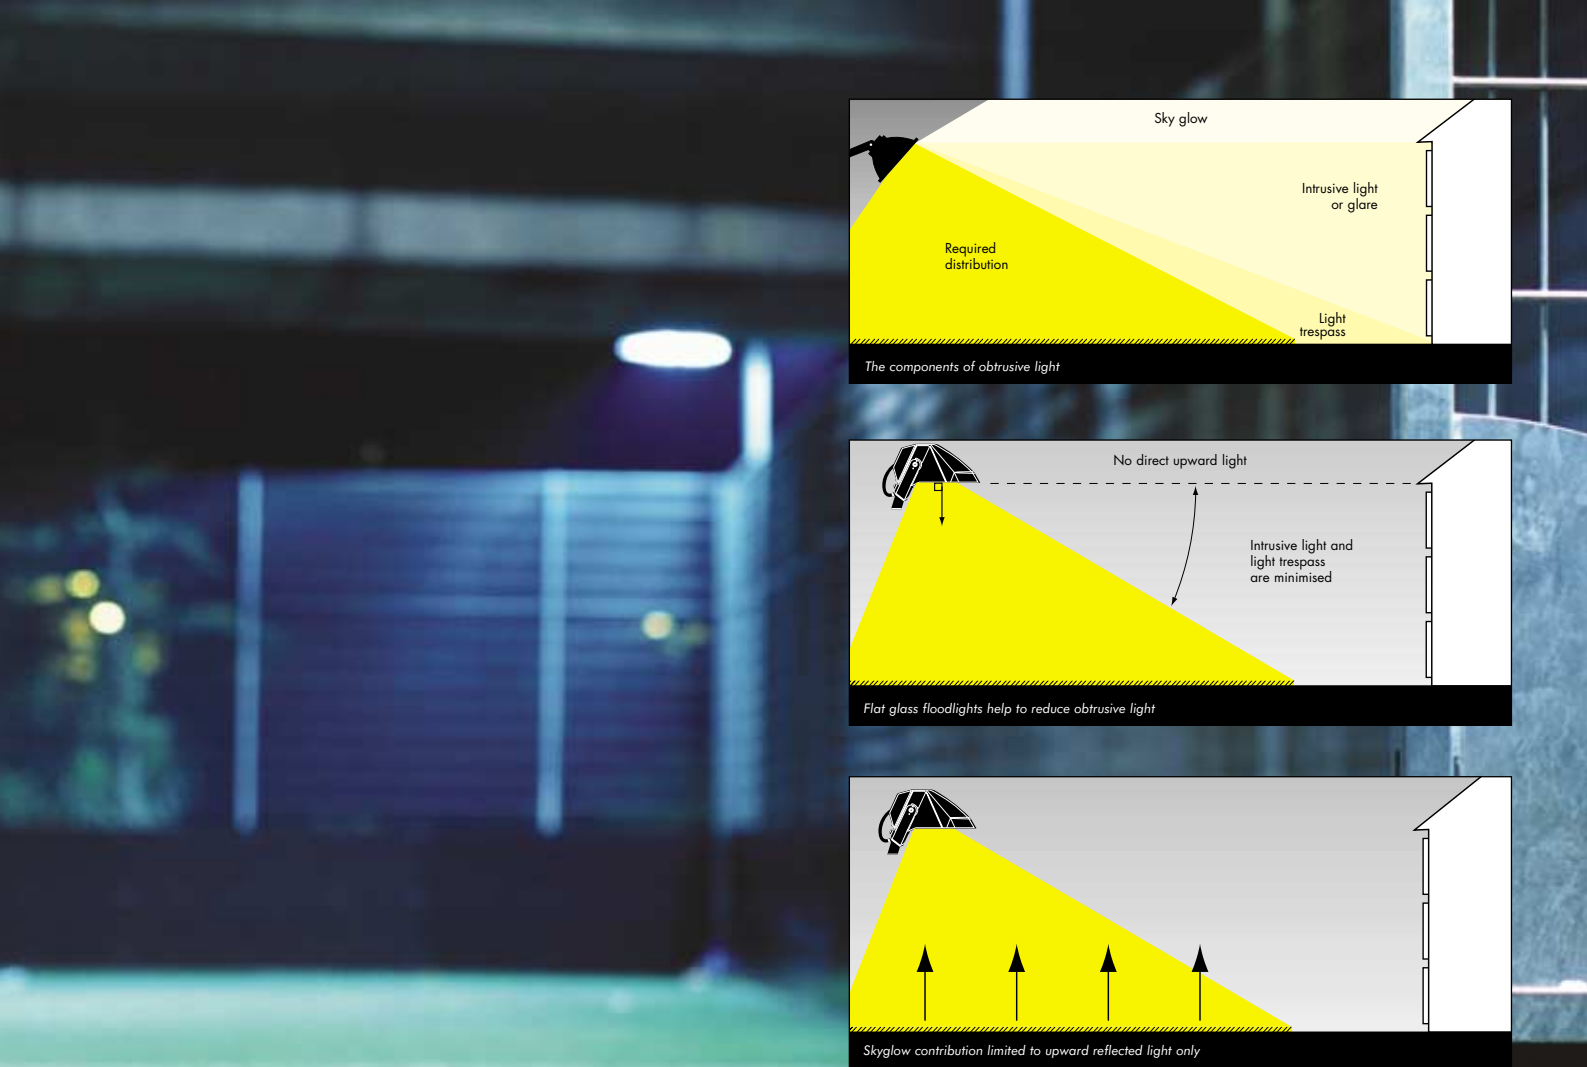 Sky glow
Intrusive light
or glare
Required
distribution
Light
trespass
The components of obtrusive light
No direct upward light
Intrusive light and
light trespass
are minimised
Flat glass floodlights help to reduce obtrusive light
Skyglow contribution limited to upward reflected light only